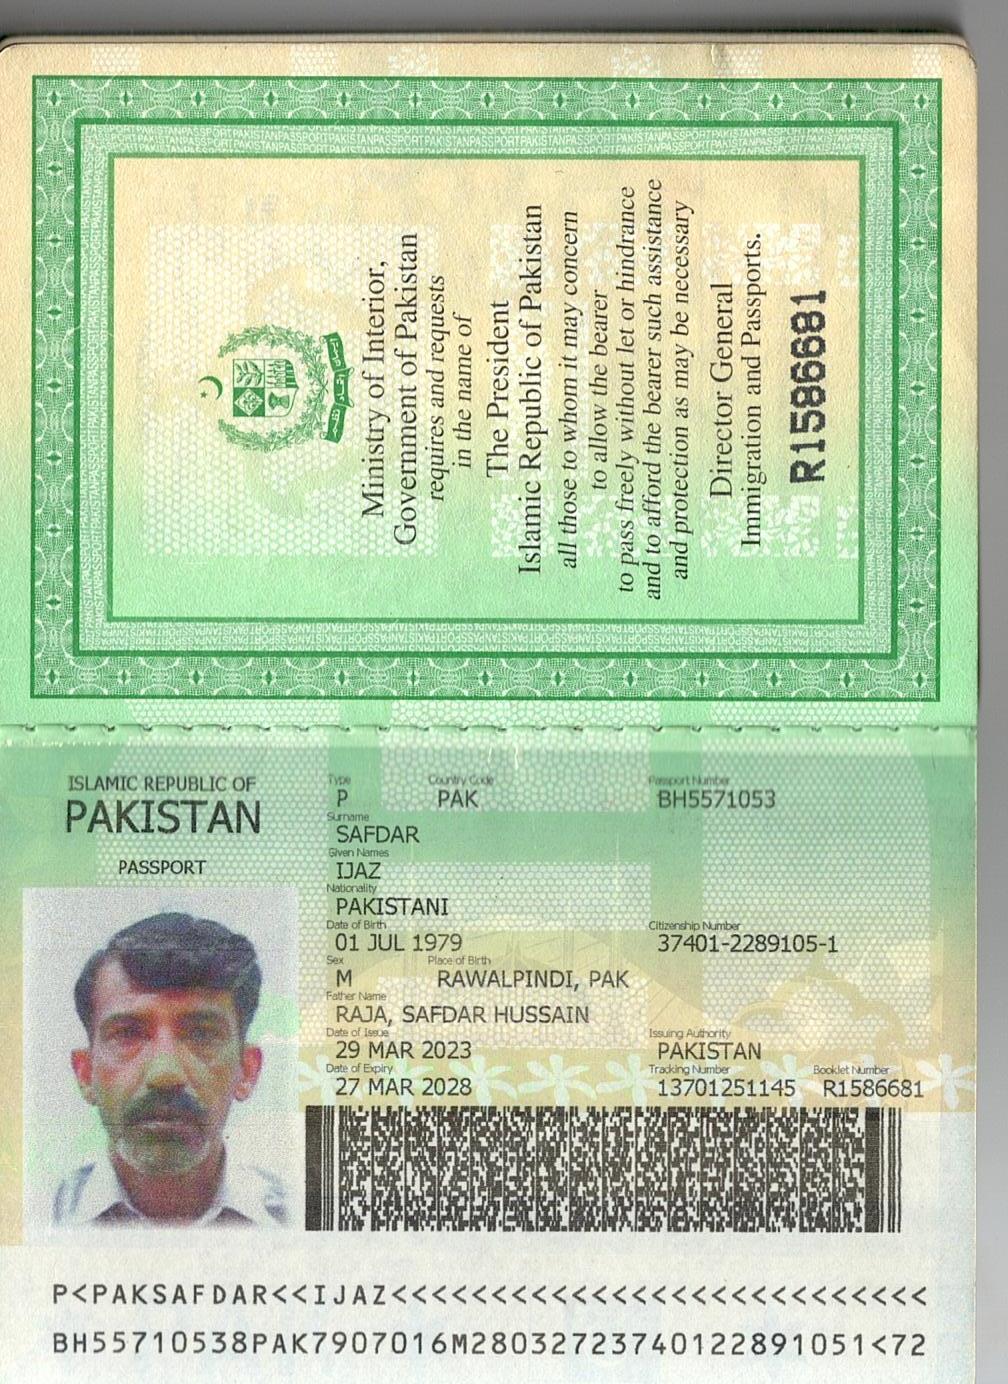 Ministry of Interior,
Government of Pakistan
requires and requests
in the name of
The President
Islamic Republic of Pakistan
all those to whom it may concern
to allow the bearer
to pass freely without let or hindrance
and to afford the bearer such assistance
and protection as may be necessary
Director General
Immigration and Passports.
R1586681
ISLAMIC REPUBLIC OF
PAKISTAN
PASSPORT
Type Country Code Passport Number
P PAK BH5571053
Surname
SAFDAR
Given Names
IJAZ
Nationality
PAKISTANI
Date of Birth Citizenship Number
01 JUL 1979 37401-2289105-1
Sex Place of Birth
M RAWALPINDI, PAK
Father Name
RAJA, SAFDAR HUSSAIN
Date of Issue Issuing Authority
29 MAR 2023 PAKISTAN
Date of Expiry Tracking Number Booklet Number
27 MAR 2028 13701251145 R1586681
P<PAKSAFDAR<<IJAZ<<<<<<<<<<<<<<<<<<<<<<<<<<<
BH55710538PAK7907016M28032723740122891051<72